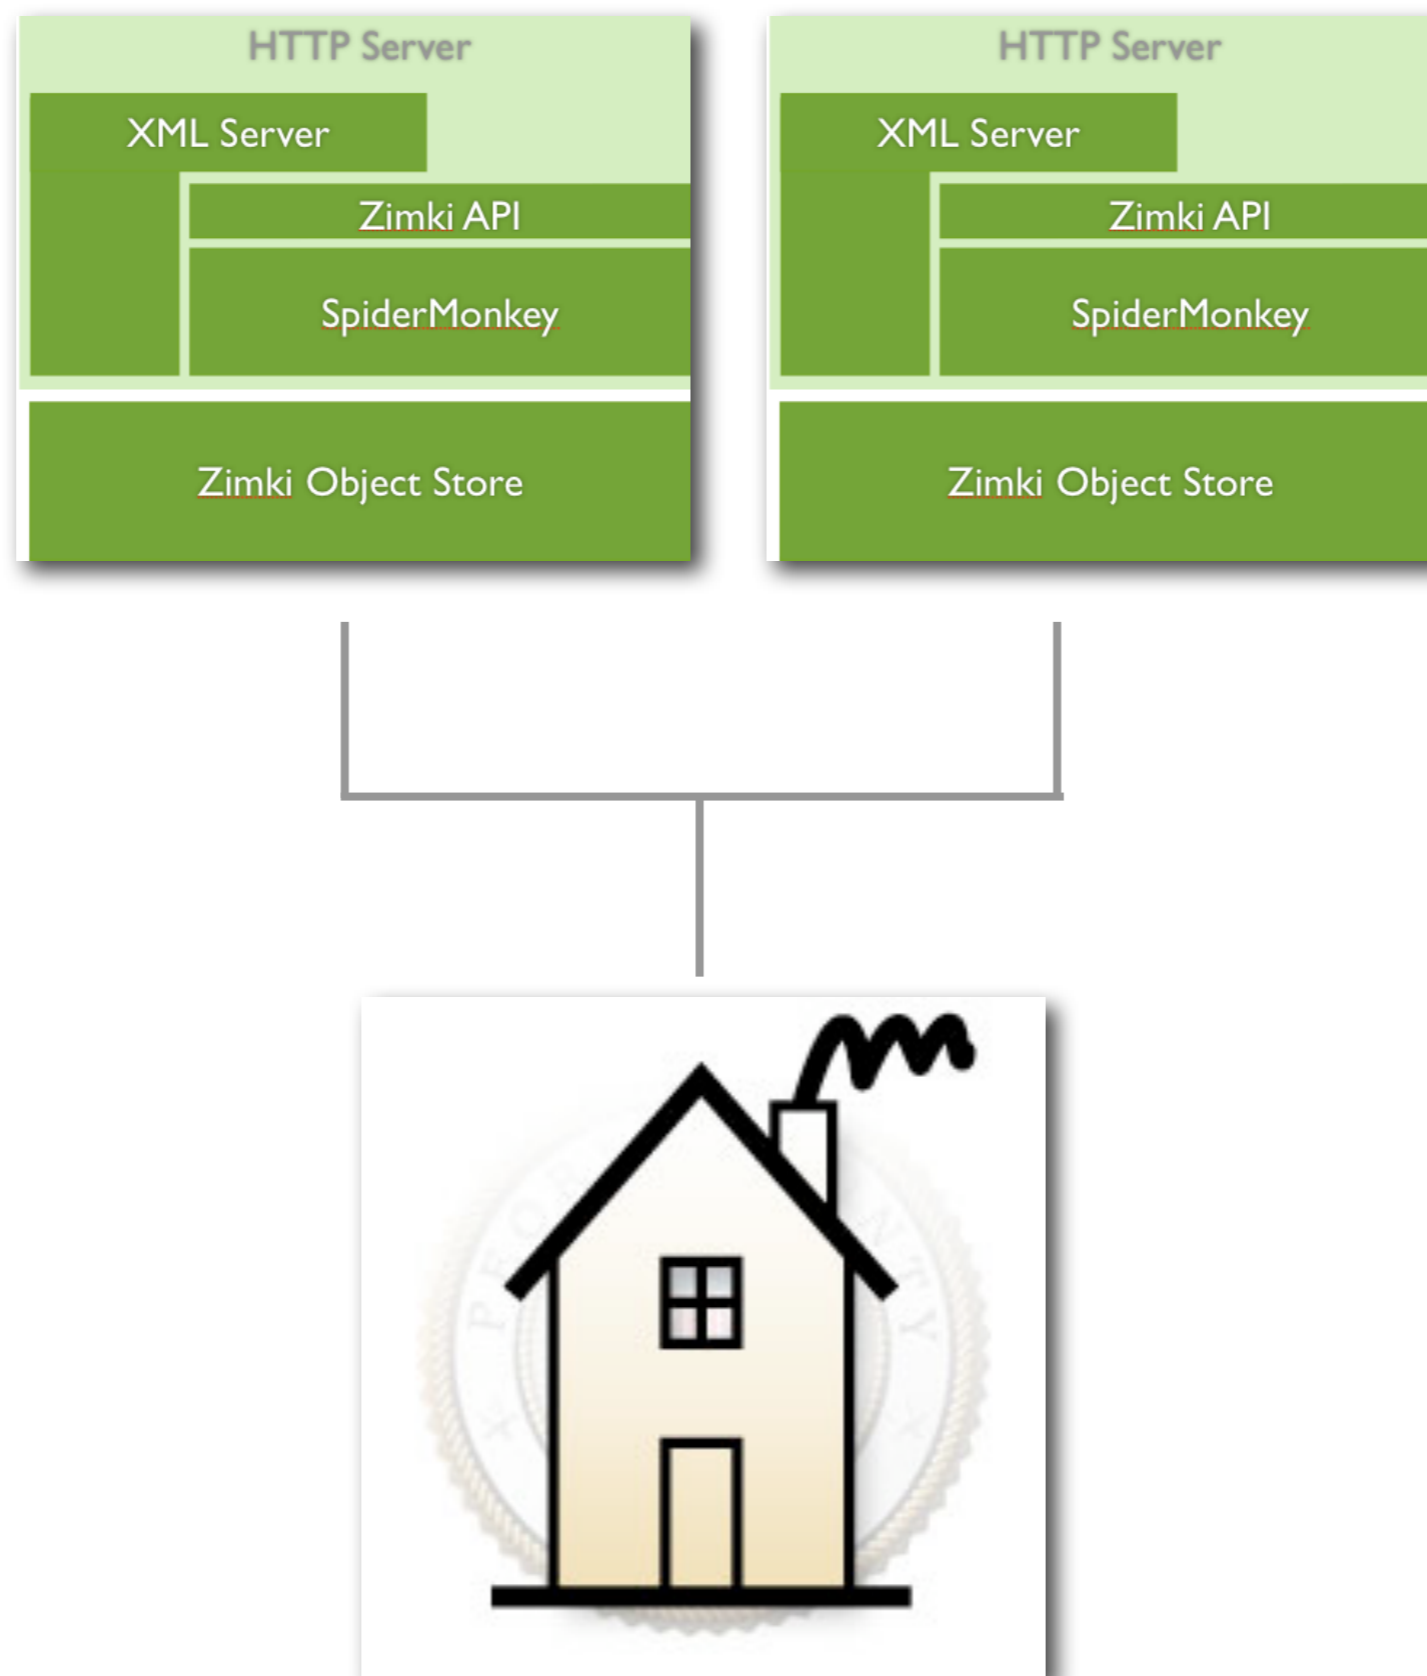 HTTP Server
XML Server
Zimki API
SpiderMonkey
Zimki Object Store
HTTP Server
XML Server
Zimki API
SpiderMonkey
Zimki Object Store